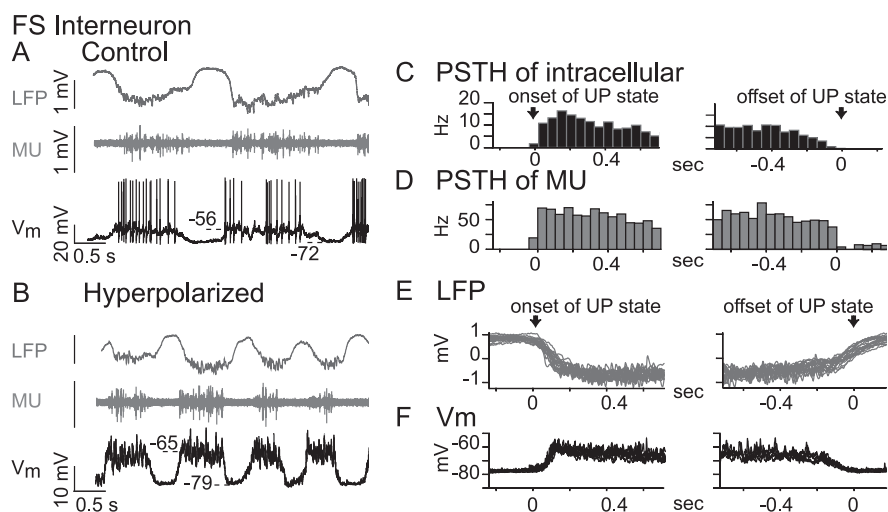 FS Interneuron
A Control
LFP
1 mV
MU
1 mV
Vm
20 mV
-56
-72
0.5 s
B Hyperpolarized
LFP
MU
Vm
10 mV
-65
-79
0.5 s
C PSTH of intracellular
onset of UP state
offset of UP state
Hz
20
10
0
0 0.4 sec -0.4 0
D PSTH of MU
Hz
50
0
0 0.4 sec -0.4 0
E LFP
onset of UP state
offset of UP state
mV
1
0
-1
0 0.4 sec -0.4 0
F Vm
mV
-60
-80
0 0.4 sec -0.4 0